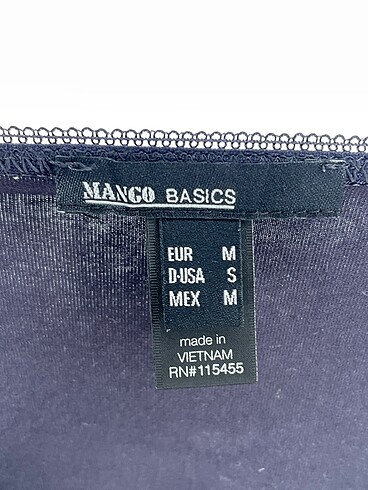 MANGO BASICS
EUR M
D-USA S
MEX M
made in
VIETNAM
RN#115455